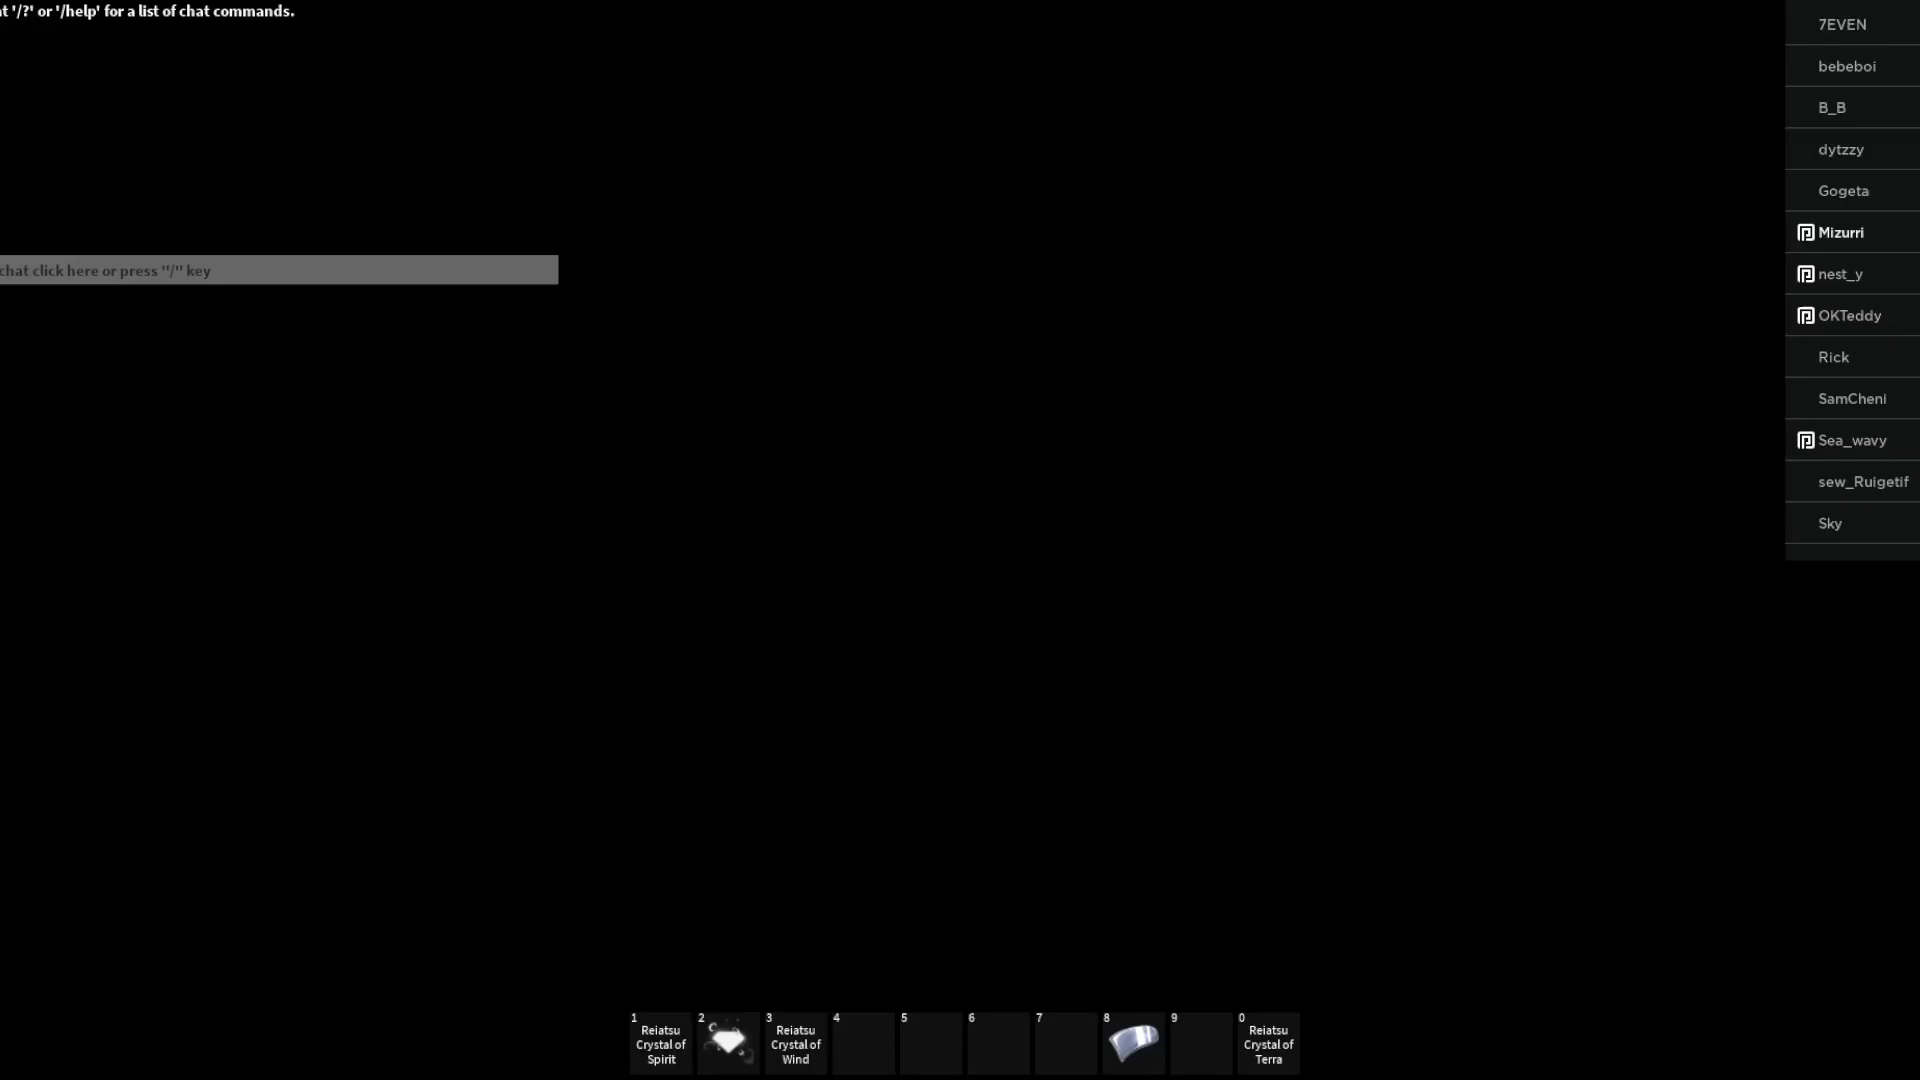 t '/?' or '/help' for a list of chat commands.
chat click here or press "/" key
7EVEN
bebeboi
B_B
dytzzy
Gogeta
Mizurri
nest_y
OKTeddy
Rick
SamCheni
Sea_wavy
sew_Ruigetif
Sky
1
Reiatsu
Crystal of
Spirit
2
3
Reiatsu
Crystal of
Wind
4
5
6
7
8
9
0
Reiatsu
Crystal of
Terra